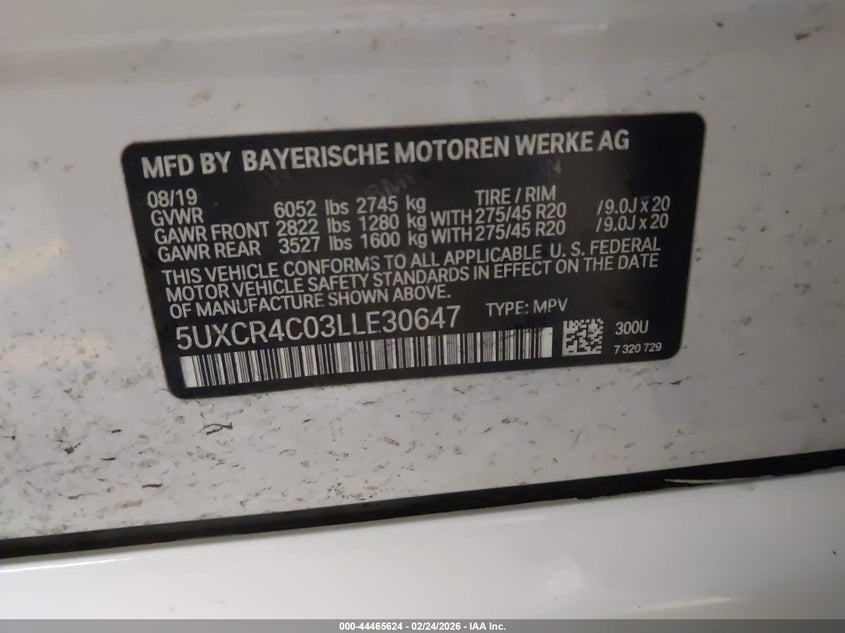 MFD BY BAYERISCHE MOTOREN WERKE AG
08/19 TIRE / RIM
GVWR 6052 lbs 2745 kg
GAWR FRONT 2822 lbs 1280 kg WITH 275/45 R20 /9.0J x 20
GAWR REAR 3527 lbs 1600 kg WITH 275/45 R20 /9.0J x 20
THIS VEHICLE CONFORMS TO ALL APPLICABLE U. S. FEDERAL
MOTOR VEHICLE SAFETY STANDARDS IN EFFECT ON THE DATE
OF MANUFACTURE SHOWN ABOVE.
5UXCR4C03LLE30647 TYPE: MPV
300U
7 320 729
000-44465624 - 02/24/2026 - IAA Inc.